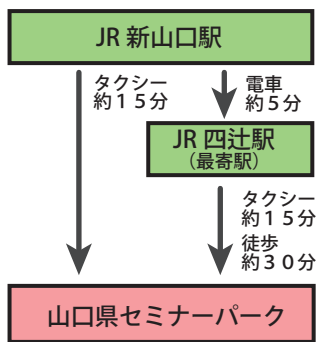 JR 新山口駅
タクシー
約１５分
電車
約５分
JR 四辻駅
（最寄駅）
タクシー
約１５分
徒歩
約３０分
山口県セミナーパーク